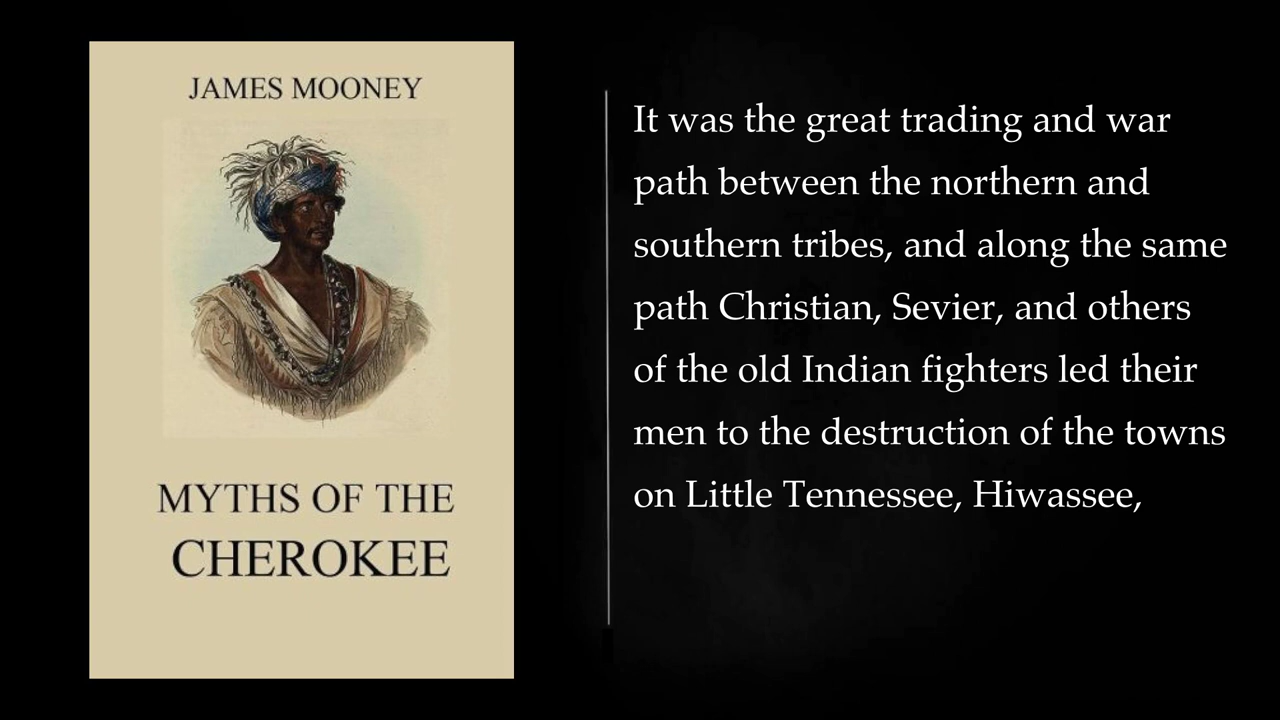 JAMES MOONEY
MYTHS OF THE
CHEROKEE
It was the great trading and war
path between the northern and
southern tribes, and along the same
path Christian, Sevier, and others
of the old Indian fighters led their
men to the destruction of the towns
on Little Tennessee, Hiwassee,